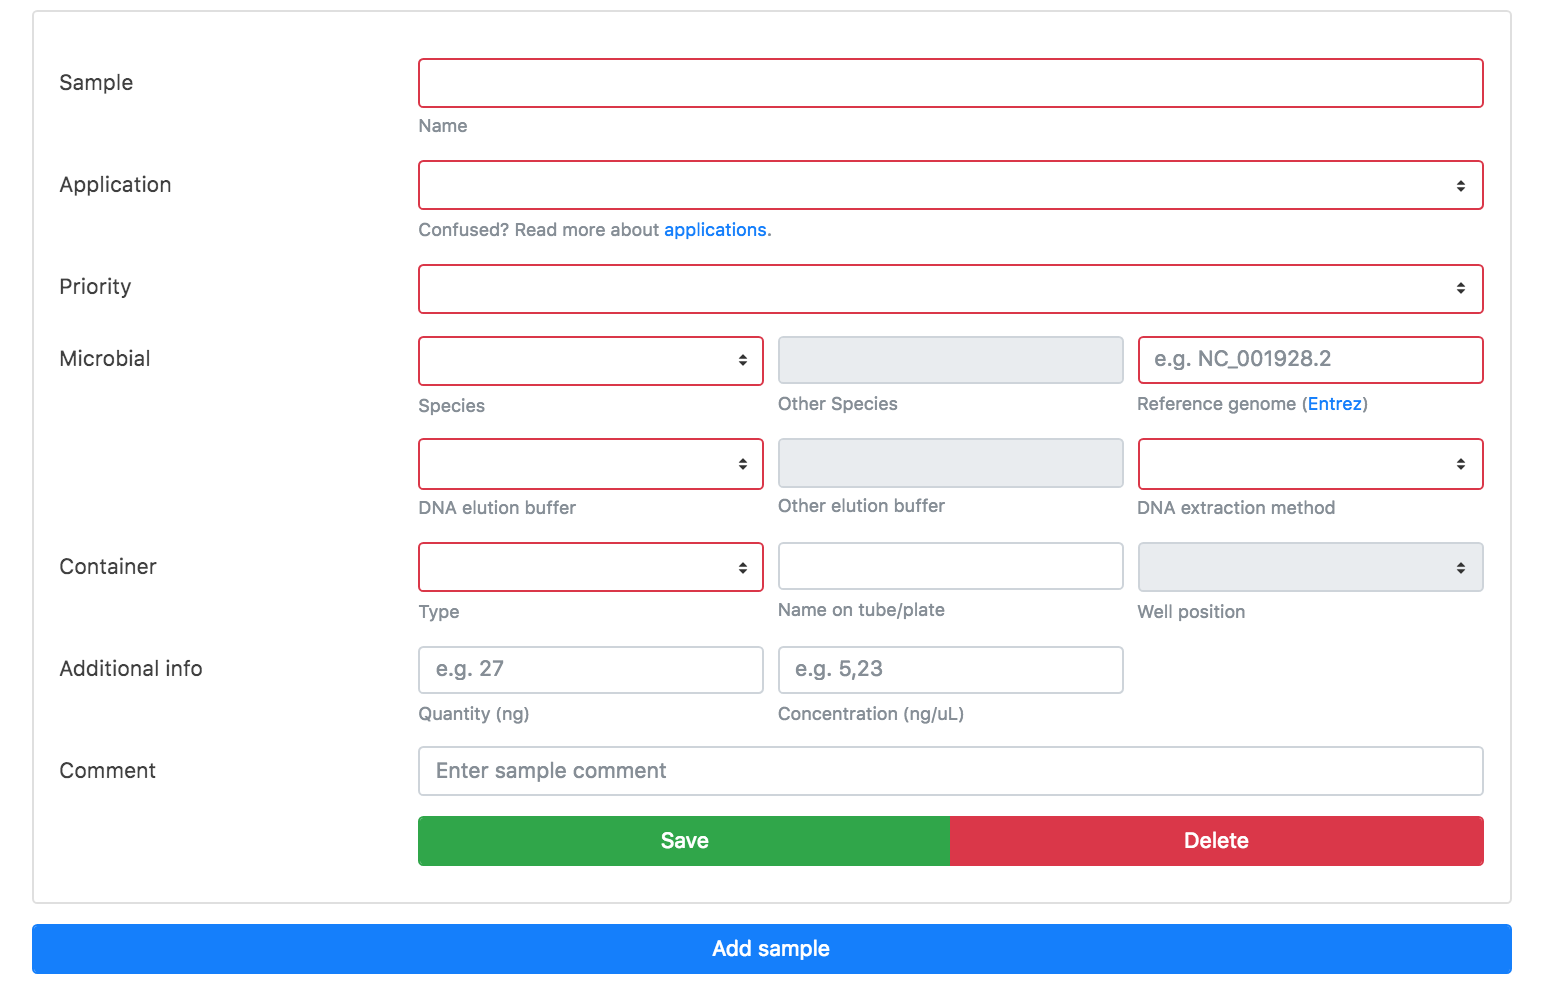 Sample
Name
Application
Confused? Read more about applications.
Priority
Microbial
e.g. NC_001928.2
Species
Other Species
Reference genome (Entrez)
DNA elution buffer
Other elution buffer
DNA extraction method
Container
Type
Name on tube/plate
Well position
Additional info
e.g. 27
e.g. 5,23
Quantity (ng)
Concentration (ng/uL)
Comment
Enter sample comment
Save
Delete
Add sample